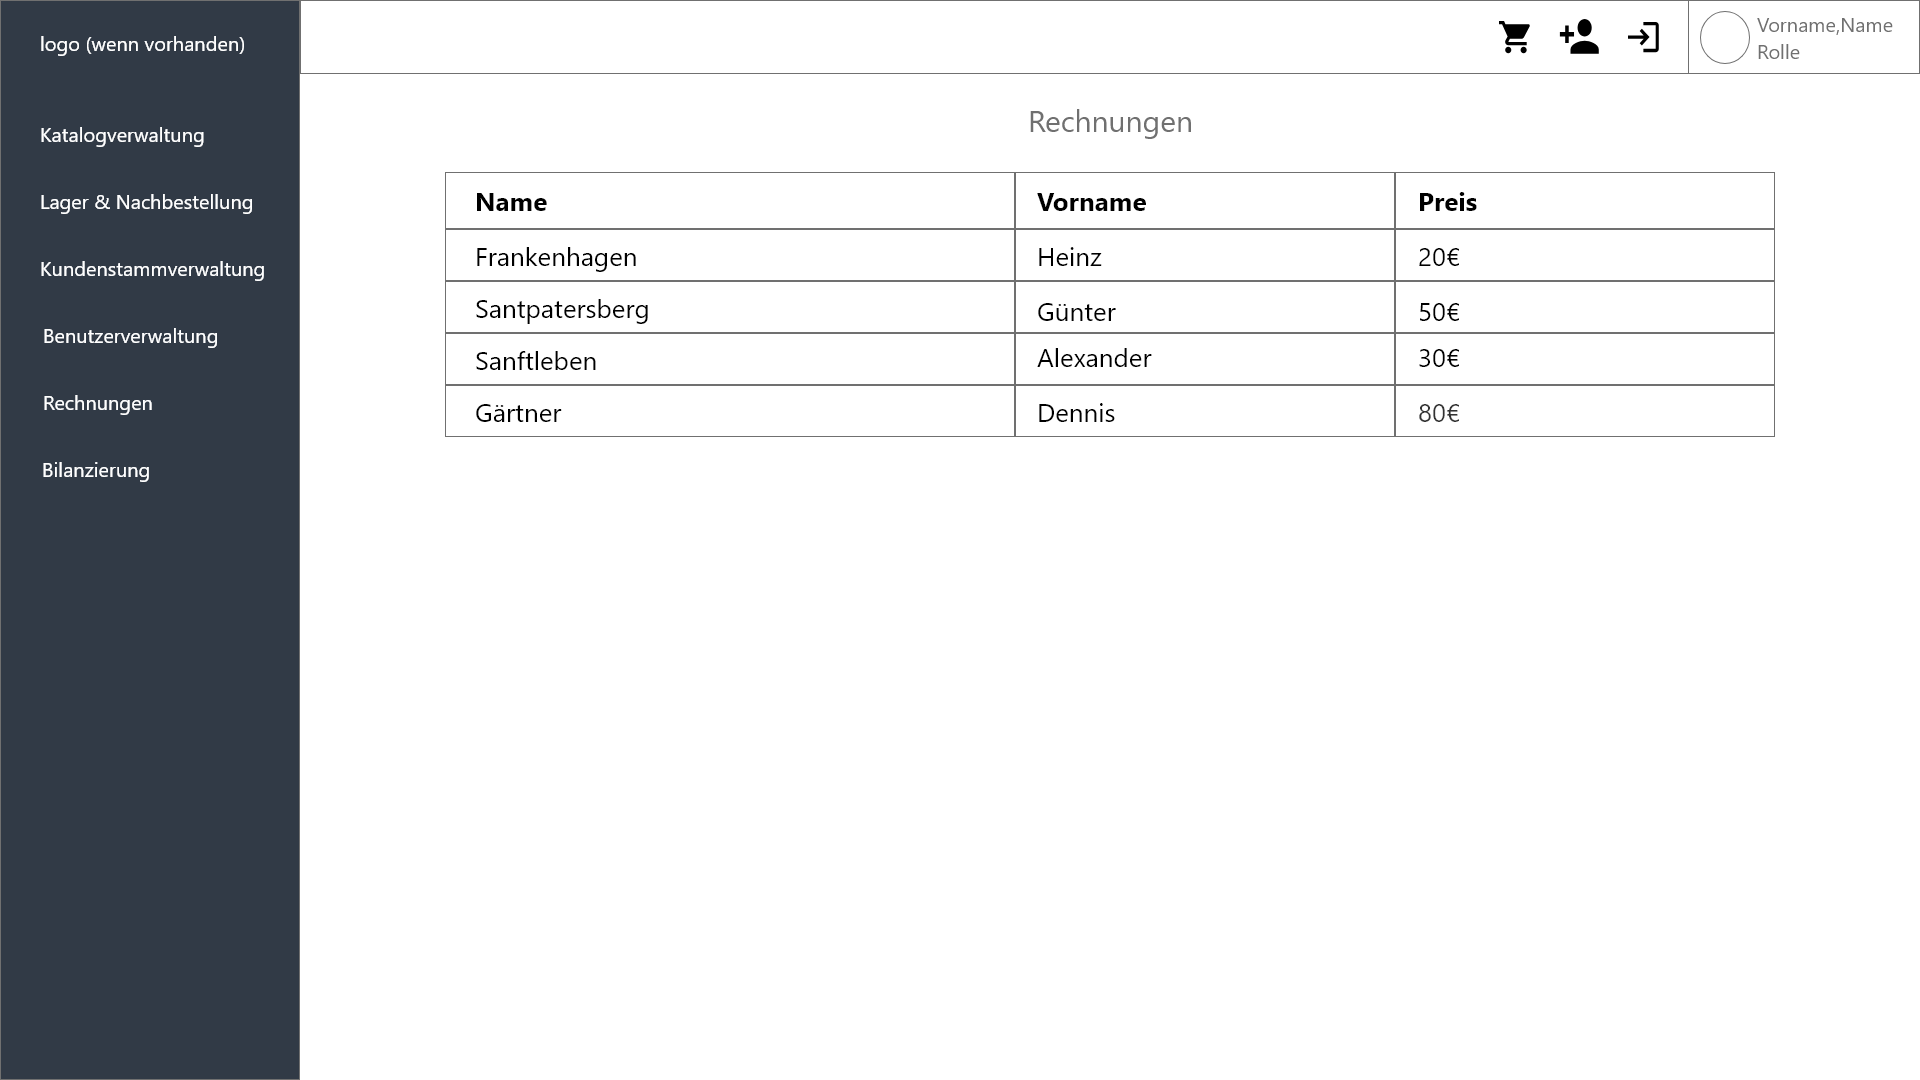 logo (wenn vorhanden)
Katalogverwaltung
Lager & Nachbestellung
Kundenstammverwaltung
Benutzerverwaltung
Rechnungen
Bilanzierung
Vorname,Name
Rolle
Rechnungen
Name Vorname Preis
Frankenhagen Heinz 20€
Santpatersberg Günter 50€
Sanftleben Alexander 30€
Gärtner Dennis 80€